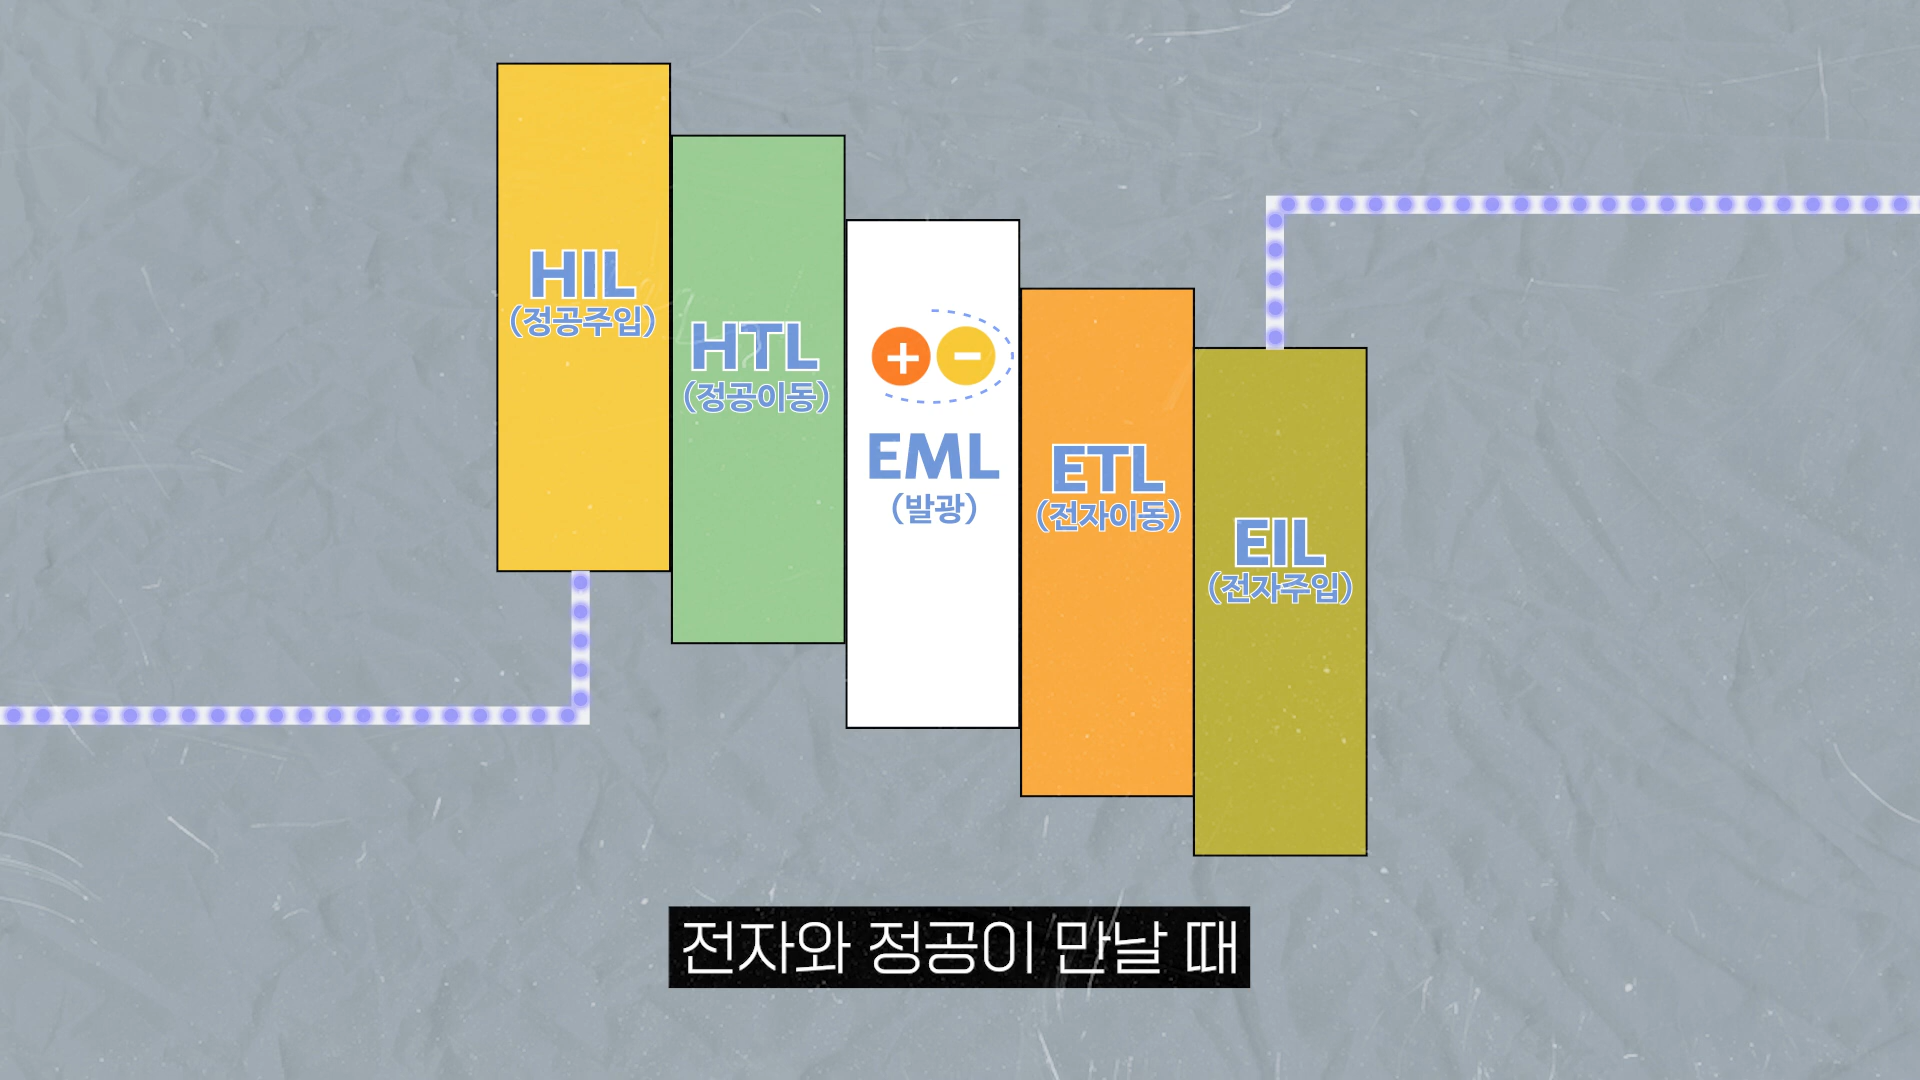 HIL
(정공주입)
HTL
(정공이동)
+ −
EML
(발광)
ETL
(전자이동)
EIL
(전자주입)
전자와 정공이 만날 때